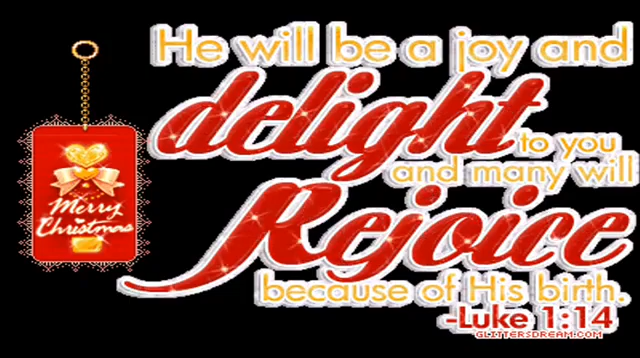 He will be a joy and
delight
to you
and many will
Rejoice
because of His birth.
-Luke 1:14
GLITTERSDREAM.COM
Merry
Christmas